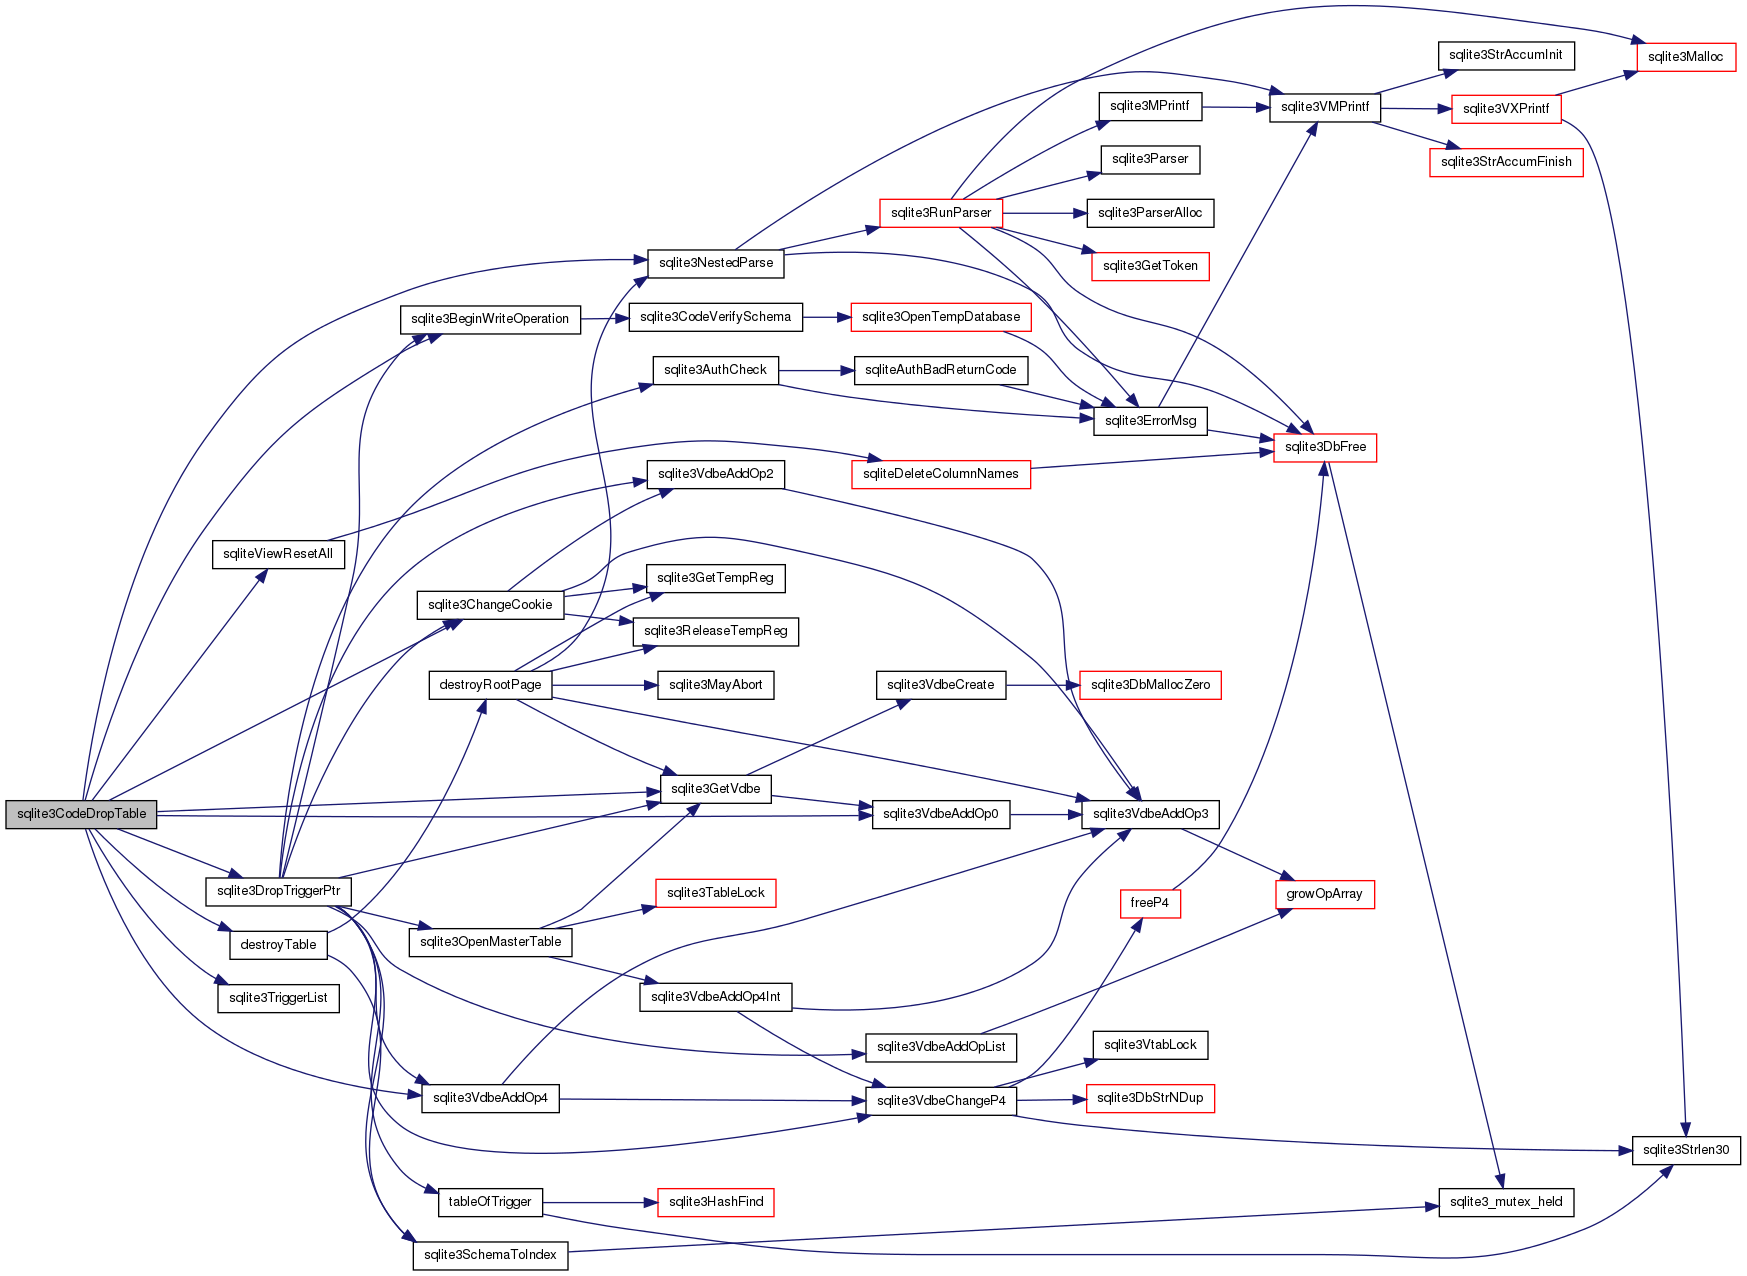 sqlite3CodeDropTable
sqliteViewResetAll
sqlite3DropTriggerPtr
destroyTable
sqlite3TriggerList
sqlite3BeginWriteOperation
sqlite3ChangeCookie
destroyRootPage
sqlite3OpenMasterTable
sqlite3VdbeAddOp4
tableOfTrigger
sqlite3SchemaToIndex
sqlite3NestedParse
sqlite3CodeVerifySchema
sqlite3AuthCheck
sqlite3VdbeAddOp2
sqlite3GetTempReg
sqlite3ReleaseTempReg
sqlite3MayAbort
sqlite3GetVdbe
sqlite3TableLock
sqlite3VdbeAddOp4Int
sqlite3HashFind
sqlite3RunParser
sqlite3OpenTempDatabase
sqliteAuthBadReturnCode
sqliteDeleteColumnNames
sqlite3VdbeCreate
sqlite3VdbeAddOp0
sqlite3VdbeAddOpList
sqlite3VdbeChangeP4
sqlite3MPrintf
sqlite3Parser
sqlite3ParserAlloc
sqlite3GetToken
sqlite3ErrorMsg
sqlite3DbMallocZero
sqlite3VdbeAddOp3
freeP4
sqlite3VtabLock
sqlite3DbStrNDup
sqlite3VMPrintf
sqlite3DbFree
growOpArray
sqlite3StrAccumInit
sqlite3VXPrintf
sqlite3StrAccumFinish
sqlite3_mutex_held
sqlite3Malloc
sqlite3Strlen30